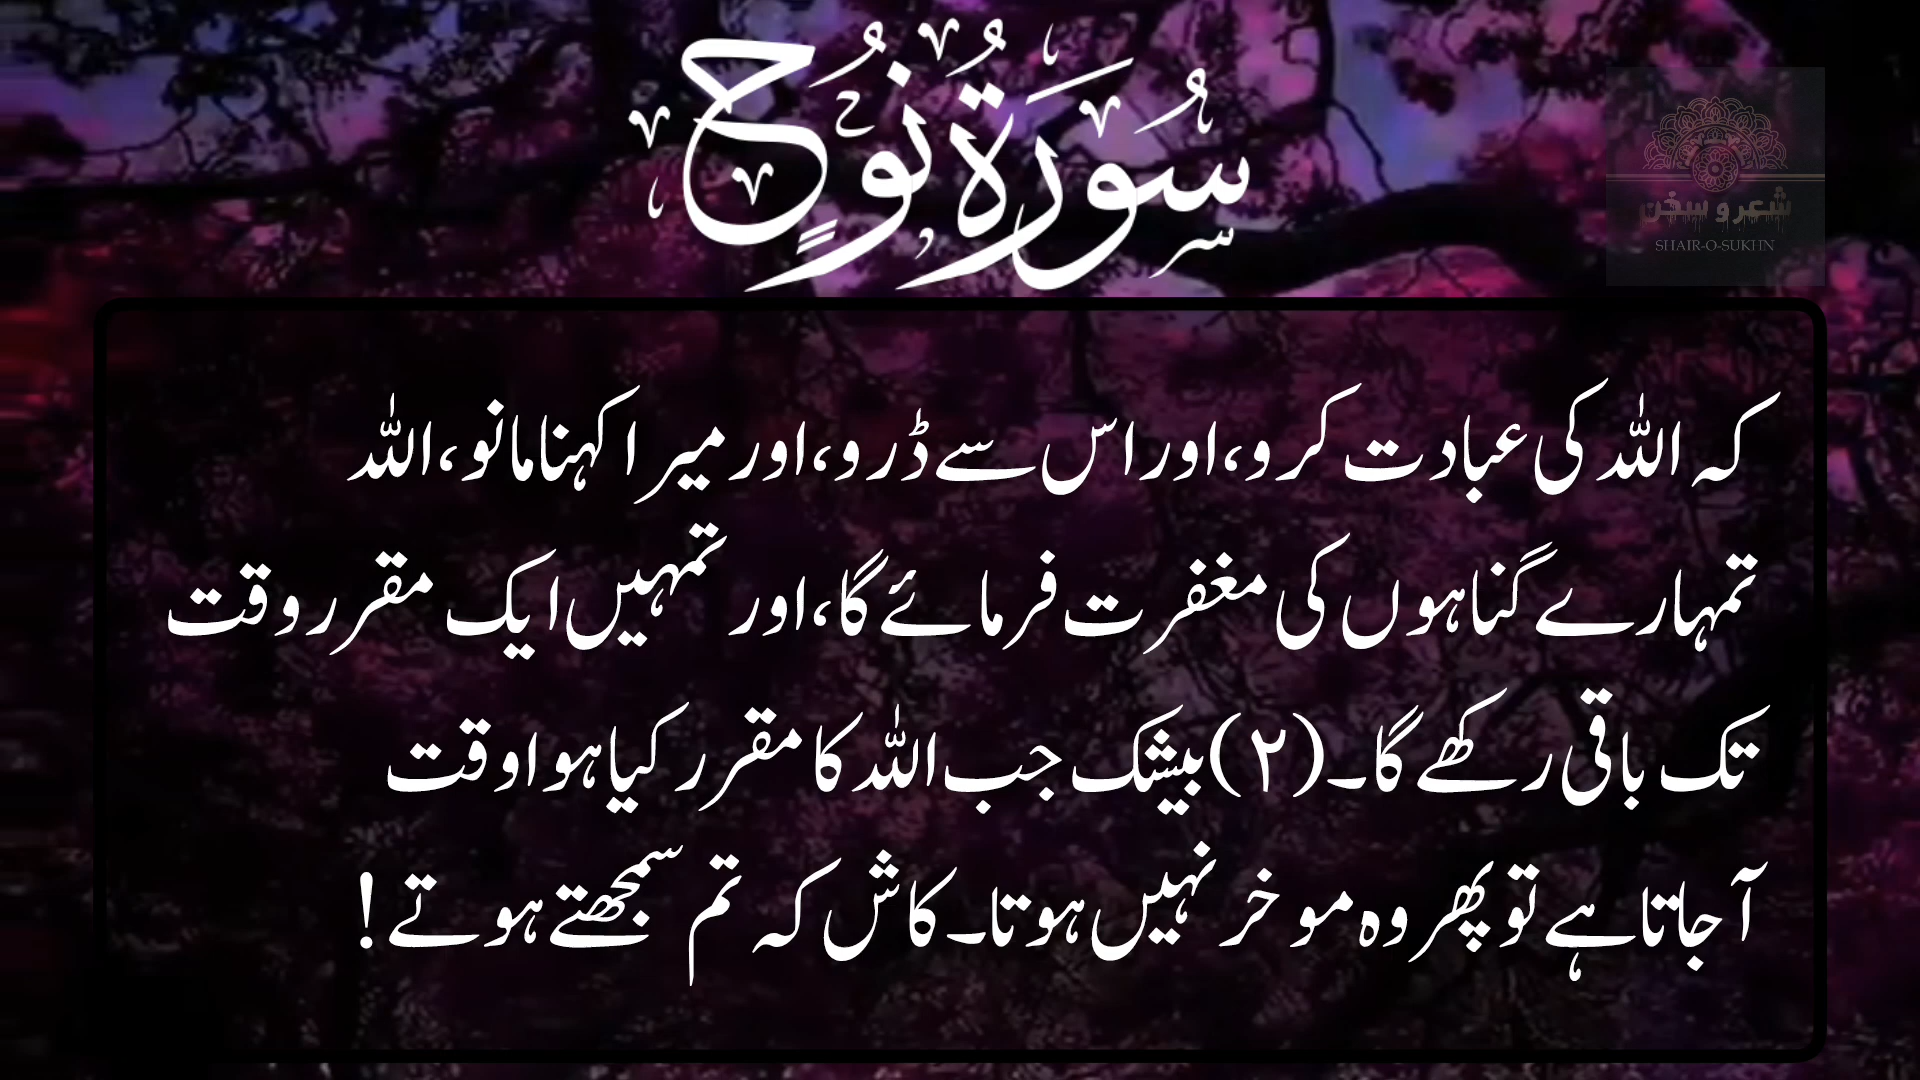 سُورَةُ نُوحٍ
شعر و سخن
SHAIR-O-SUKHN
کہ اللہ کی عبادت کرو، اور اس سے ڈرو، اور میرا کہنا مانو، اللہ
تمہارے گناہوں کی مغفرت فرمائے گا، اور تمہیں ایک مقرر وقت
تک باقی رکھے گا۔ (۲) بیشک جب اللہ کا مقرر کیا ہوا وقت
آجاتا ہے تو پھر وہ موخر نہیں ہوتا۔ کاش کہ تم سمجھتے ہوتے!